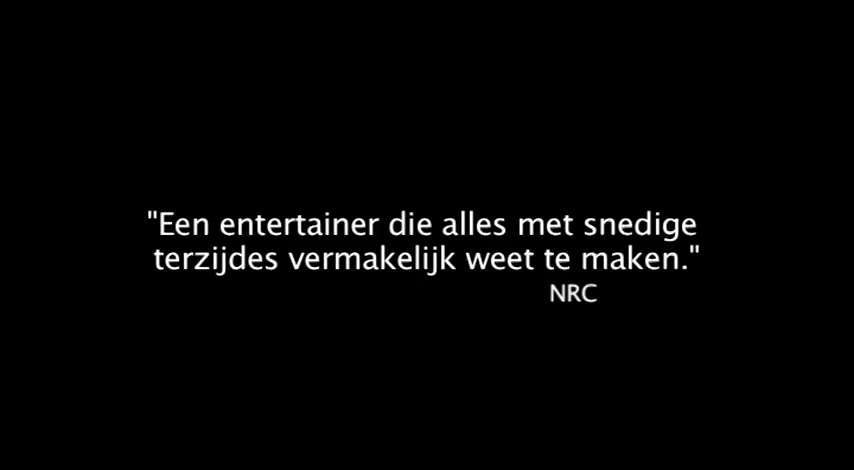 "Een entertainer die alles met snedige
terzijdes vermakelijk weet te maken."
NRC